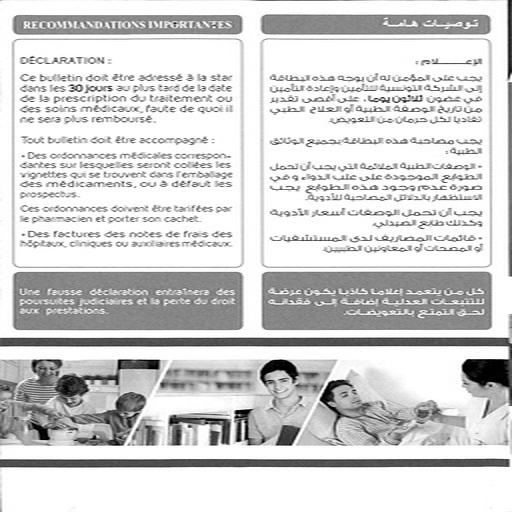 RECOMMANDATIONS IMPORTANTES
DÉCLARATION :
Ce bulletin doit être adressé à la star
dans les 30 jours au plus tard de la date
de la prescription du traitement ou
des soins médicaux, faute de quoi il
ne sera plus remboursé.
Tout bulletin doit être accompagné :
• Des ordonnances médicales correspon-
dantes sur lesquelles seront collées les
vignettes qui se trouvent dans l'emballage
des médicaments, ou à défaut les
prospectus.
Ces ordonnances doivent être tarifées par
le pharmacien et porter son cachet.
• Des factures des notes de frais des
hôpitaux, cliniques ou auxiliaires médicaux.
Une fausse déclaration entraînera des
poursuites judiciaires et la perte du droit
aux prestations.
توصيات هامة
الإعـــــلام :
يجب على المؤمن له أن يوجه هذه البطاقة
إلى الشركة التونسية للتأمين وإعادة التأمين
في غضون ثلاثون يوما، على أقصى تقدير
من تاريخ الوصفة الطبية أو العلاج الطبي
تفاديا لكل حرمان من التعويض.
يجب مصاحبة هذه البطاقة بجميع الوثائق
الطبية :
• الوصفات الطبية الملائمة التي يجب أن تحمل
الطوابع الموجودة على علب الدواء و في
صورة عدم وجود هذه الطوابع يجب
الاستظهار بالدلائل المصاحبة للأدوية.
يجب أن تحمل الوصفات أسعار الأدوية
وكذلك طابع الصيدلي.
• قائمات المصاريف لدى المستشفيات
أو المصحات أو المعاونين الطبيين.
كل من يتعمد إعلاما كاذبا يكون عرضة
للتتبعات العدلية إضافة إلى فقدانه
لحق التمتع بالتعويضات.